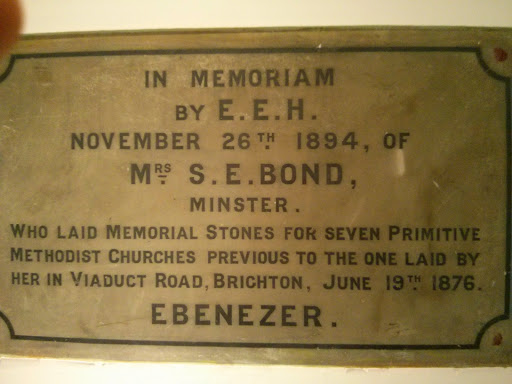 IN MEMORIAM
BY E.E.H.
NOVEMBER 26TH. 1894, OF
MRS S.E.BOND,
MINSTER.
WHO LAID MEMORIAL STONES FOR SEVEN PRIMITIVE
METHODIST CHURCHES PREVIOUS TO THE ONE LAID BY
HER IN VIADUCT ROAD, BRICHTON, JUNE 19TH. 1876.
EBENEZER.